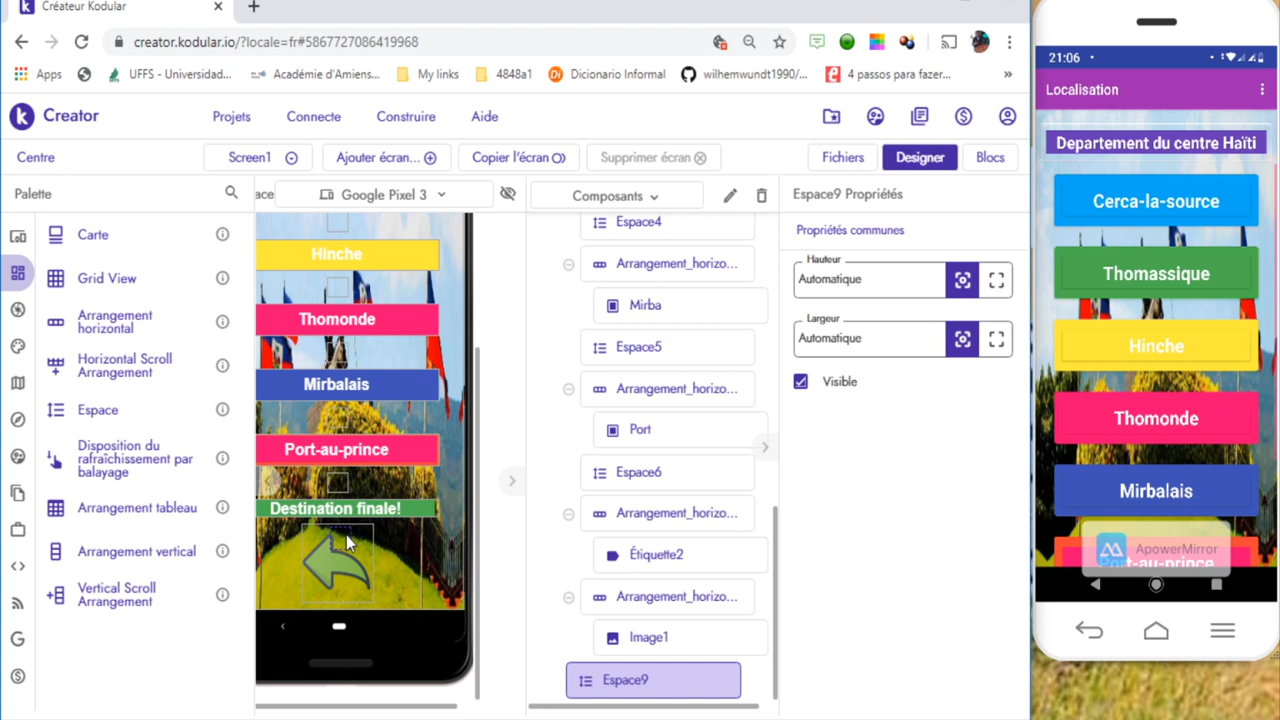 Créateur Kodular
creator.kodular.io/?locale=fr#5867727086419968
Apps
UFFS - Universidad...
Académie d'Amiens...
My links
4848a1
Dicionario Informal
wilhemwundt1990/...
4 passos para fazer...
»
Creator
Projets
Connecte
Construire
Aide
Centre
Screen1
Ajouter écran...
Copier l'écran
Supprimer écran
Fichiers
Designer
Blocs
Palette
Carte
Grid View
Arrangement
horizontal
Horizontal Scroll
Arrangement
Espace
Disposition du
rafraîchissement par
balayage
Arrangement tableau
Arrangement vertical
Vertical Scroll
Arrangement
Google Pixel 3
Hinche
Thomonde
Mirbalais
Port-au-prince
Destination finale!
Composants
Espace4
Arrangement_horizo...
Mirba
Espace5
Arrangement_horizo...
Port
Espace6
Arrangement_horizo...
Étiquette2
Arrangement_horizo...
Image1
Espace9
Espace9 Propriétés
Propriétés communes
Hauteur
Automatique
Largeur
Automatique
Visible
21:06
Localisation
Departement du centre Haïti
Cerca-la-source
Thomassique
Hinche
Thomonde
Mirbalais
ApowerMirror
Port-au-prince